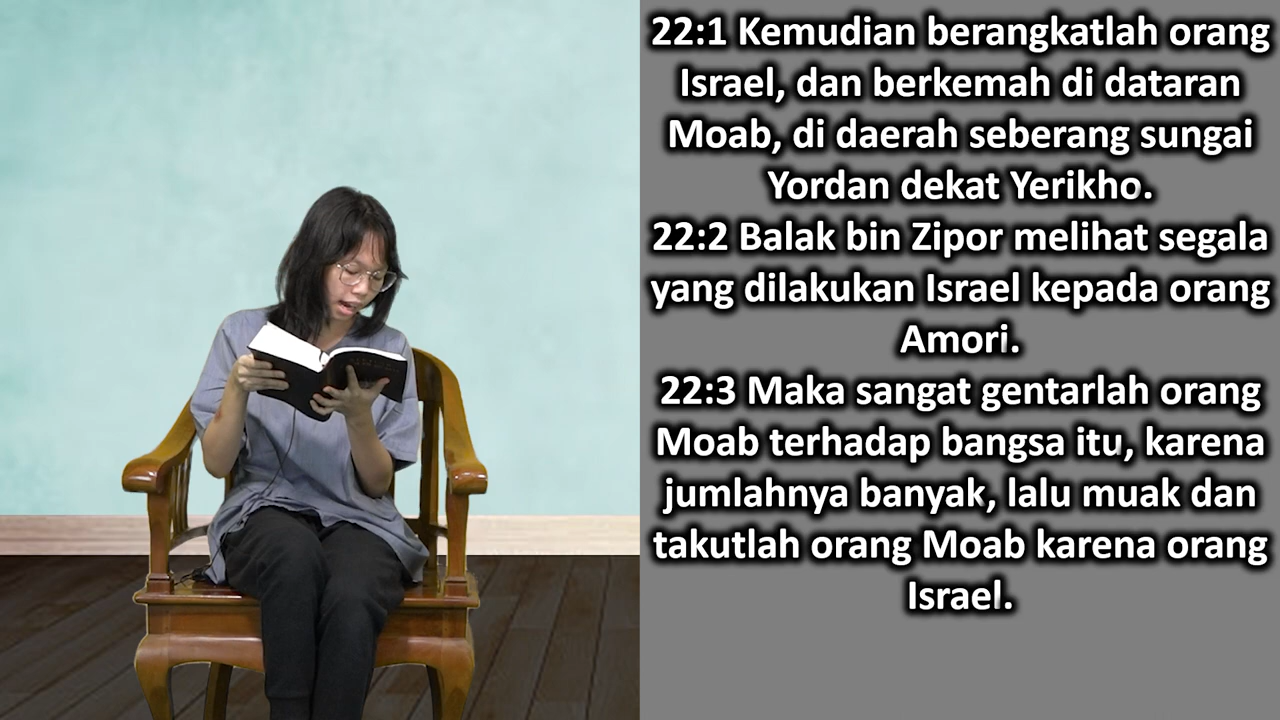 22:1 Kemudian berangkatlah orang
Israel, dan berkemah di dataran
Moab, di daerah seberang sungai
Yordan dekat Yerikho.
22:2 Balak bin Zipor melihat segala
yang dilakukan Israel kepada orang
Amori.
22:3 Maka sangat gentarlah orang
Moab terhadap bangsa itu, karena
jumlahnya banyak, lalu muak dan
takutlah orang Moab karena orang
Israel.